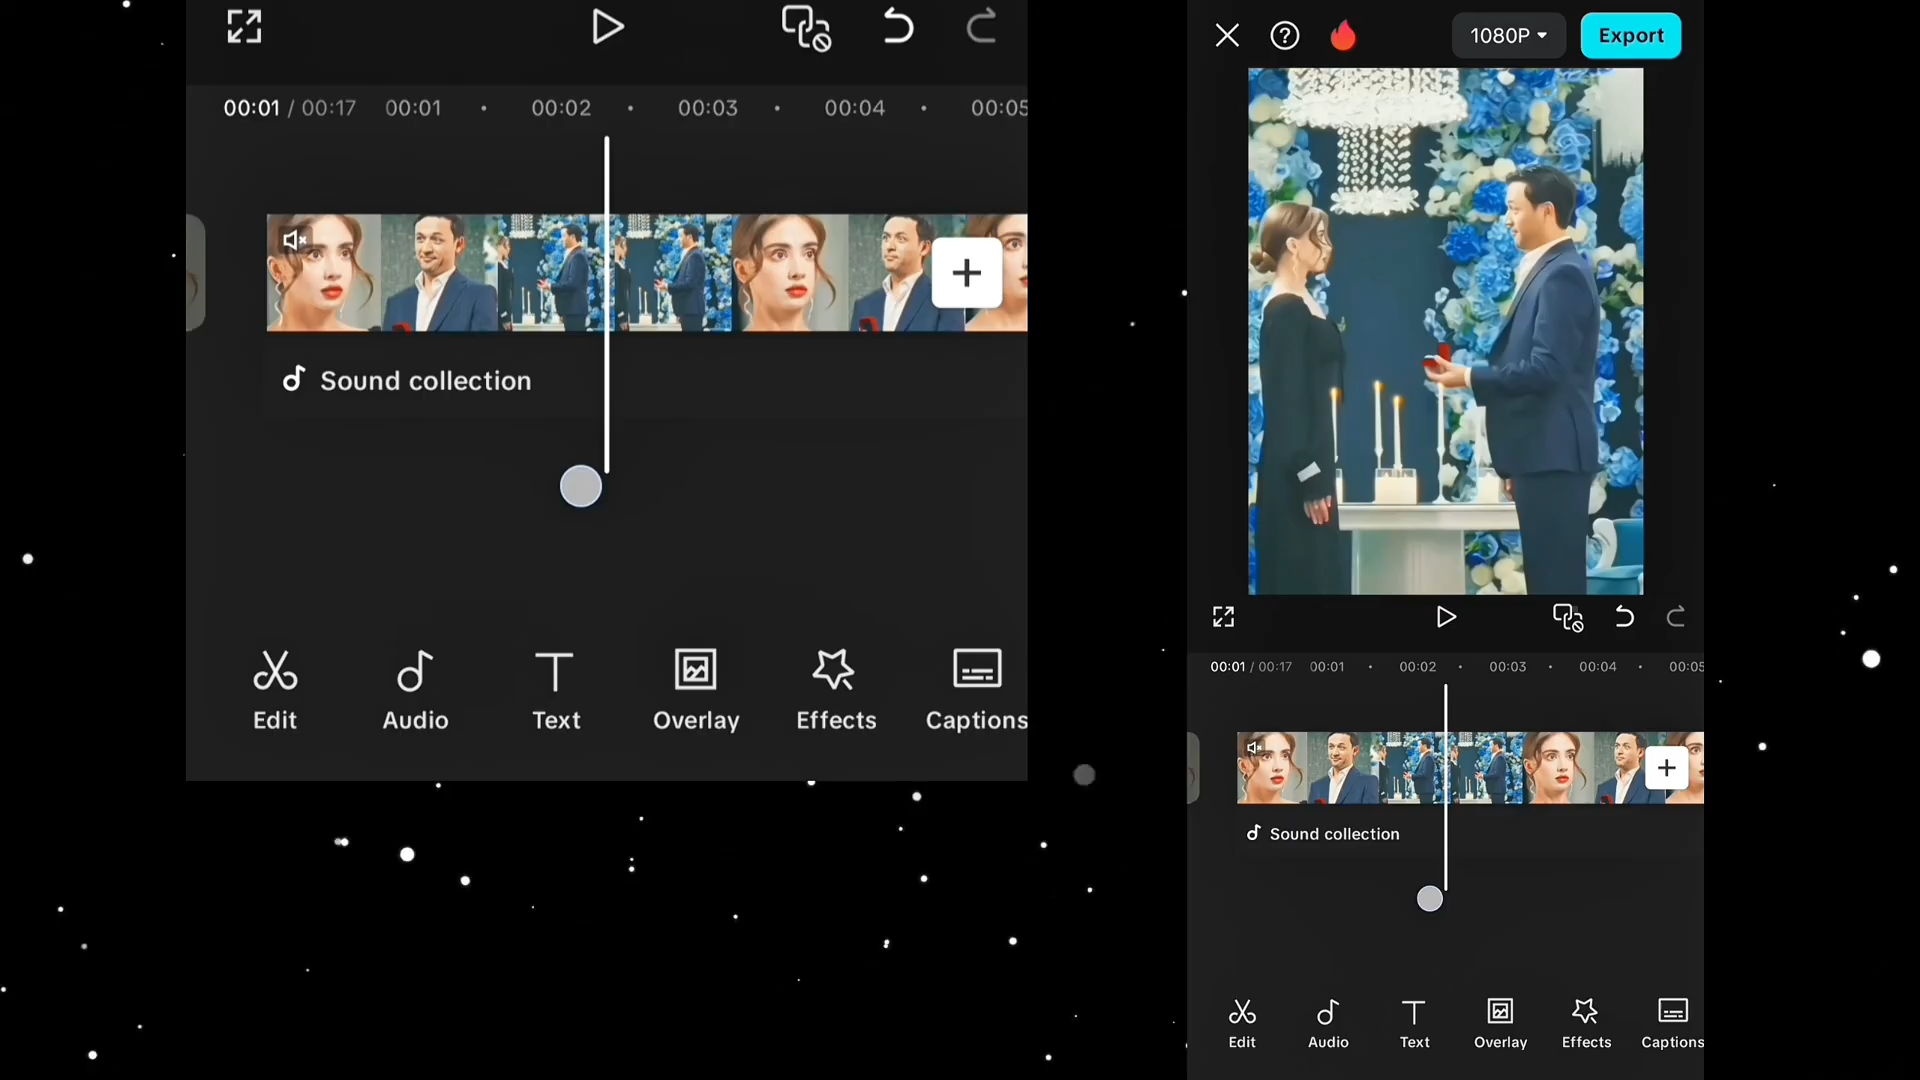 00:01 / 00:17 00:01 00:02 00:03 00:04 00:05
Sound collection
Edit Audio Text Overlay Effects Captions
1080P Export
00:01 / 00:17 00:01 00:02 00:03 00:04 00:05
Sound collection
Edit Audio Text Overlay Effects Captions